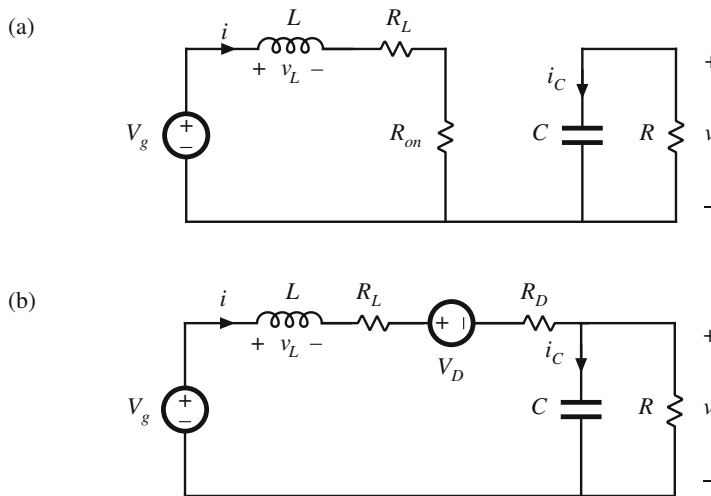 (a)
i
L
R_L
+ v_L −
i_C
+
V_g
+
−
R_on
C
R
v
−
(b)
i
L
R_L
R_D
+ v_L −
+ −
V_D
i_C
+
V_g
+
−
C
R
v
−